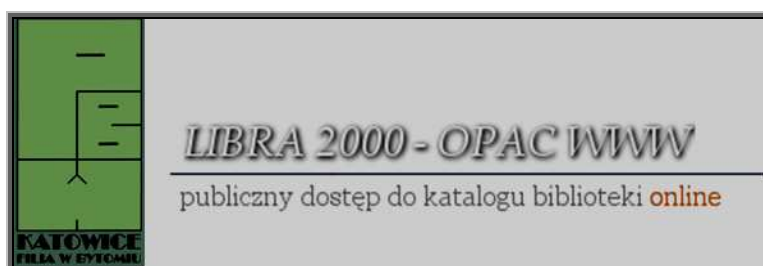 LIBRA 2000 - OPAC WWW
publiczny dostęp do katalogu biblioteki online
KATOWICE
FILIA W BYTOMIU